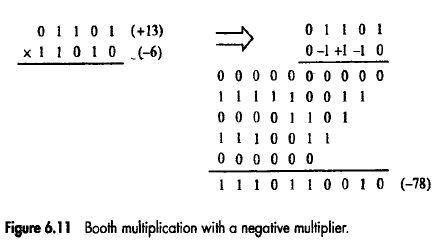 0 1 1 0 1 (+13)
× 1 1 0 1 0 (-6)
0 1 1 0 1
0 -1 +1 -1 0
0 0 0 0 0 0 0 0 0 0
1 1 1 1 1 0 0 1 1
0 0 0 0 1 1 0 1
1 1 1 0 0 1 1
0 0 0 0 0 0
1 1 1 0 1 1 0 0 1 0 (-78)
Figure 6.11 Booth multiplication with a negative multiplier.